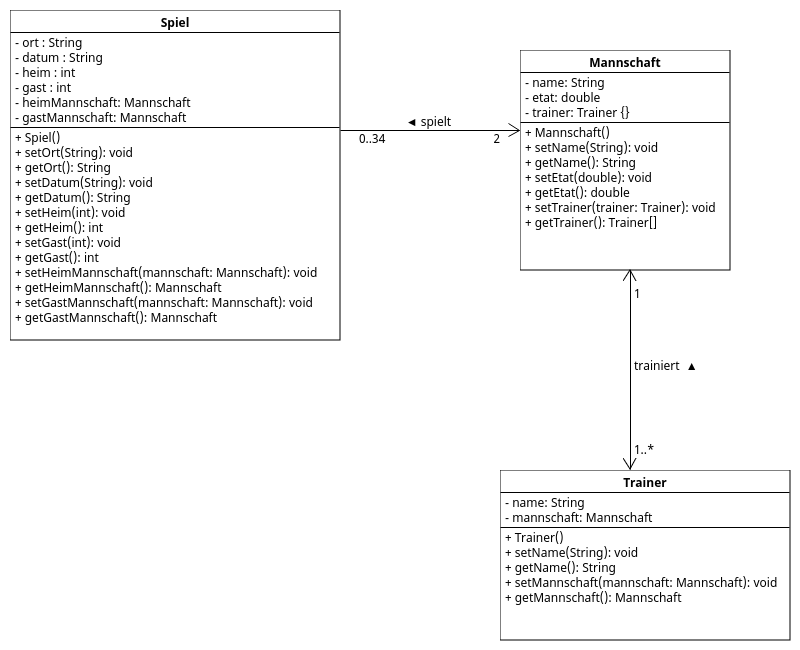 Spiel
- ort : String
- datum : String
- heim : int
- gast : int
- heimMannschaft: Mannschaft
- gastMannschaft: Mannschaft
+ Spiel()
+ setOrt(String): void
+ getOrt(): String
+ setDatum(String): void
+ getDatum(): String
+ setHeim(int): void
+ getHeim(): int
+ setGast(int): void
+ getGast(): int
+ setHeimMannschaft(mannschaft: Mannschaft): void
+ getHeimMannschaft(): Mannschaft
+ setGastMannschaft(mannschaft: Mannschaft): void
+ getGastMannschaft(): Mannschaft
◄ spielt
0..34
2
Mannschaft
- name: String
- etat: double
- trainer: Trainer {}
+ Mannschaft()
+ setName(String): void
+ getName(): String
+ setEtat(double): void
+ getEtat(): double
+ setTrainer(trainer: Trainer): void
+ getTrainer(): Trainer[]
1
trainiert ▲
1..*
Trainer
- name: String
- mannschaft: Mannschaft
+ Trainer()
+ setName(String): void
+ getName(): String
+ setMannschaft(mannschaft: Mannschaft): void
+ getMannschaft(): Mannschaft